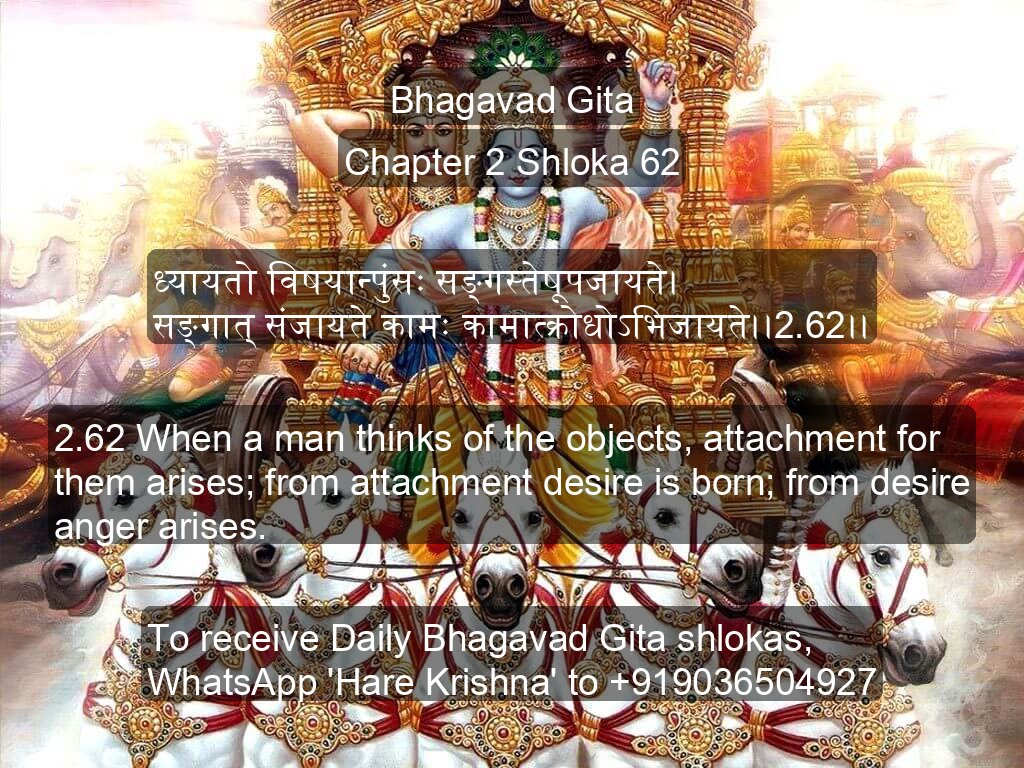 Bhagavad Gita
Chapter 2 Shloka 62
ध्यायतो विषयान्पुंसः सङ्गस्तेषूपजायते।
सङ्गात् संजायते कामः कामात्क्रोधोऽभिजायते।।2.62।।
2.62 When a man thinks of the objects, attachment for
them arises; from attachment desire is born; from desire
anger arises.
To receive Daily Bhagavad Gita shlokas,
WhatsApp 'Hare Krishna' to +919036504927